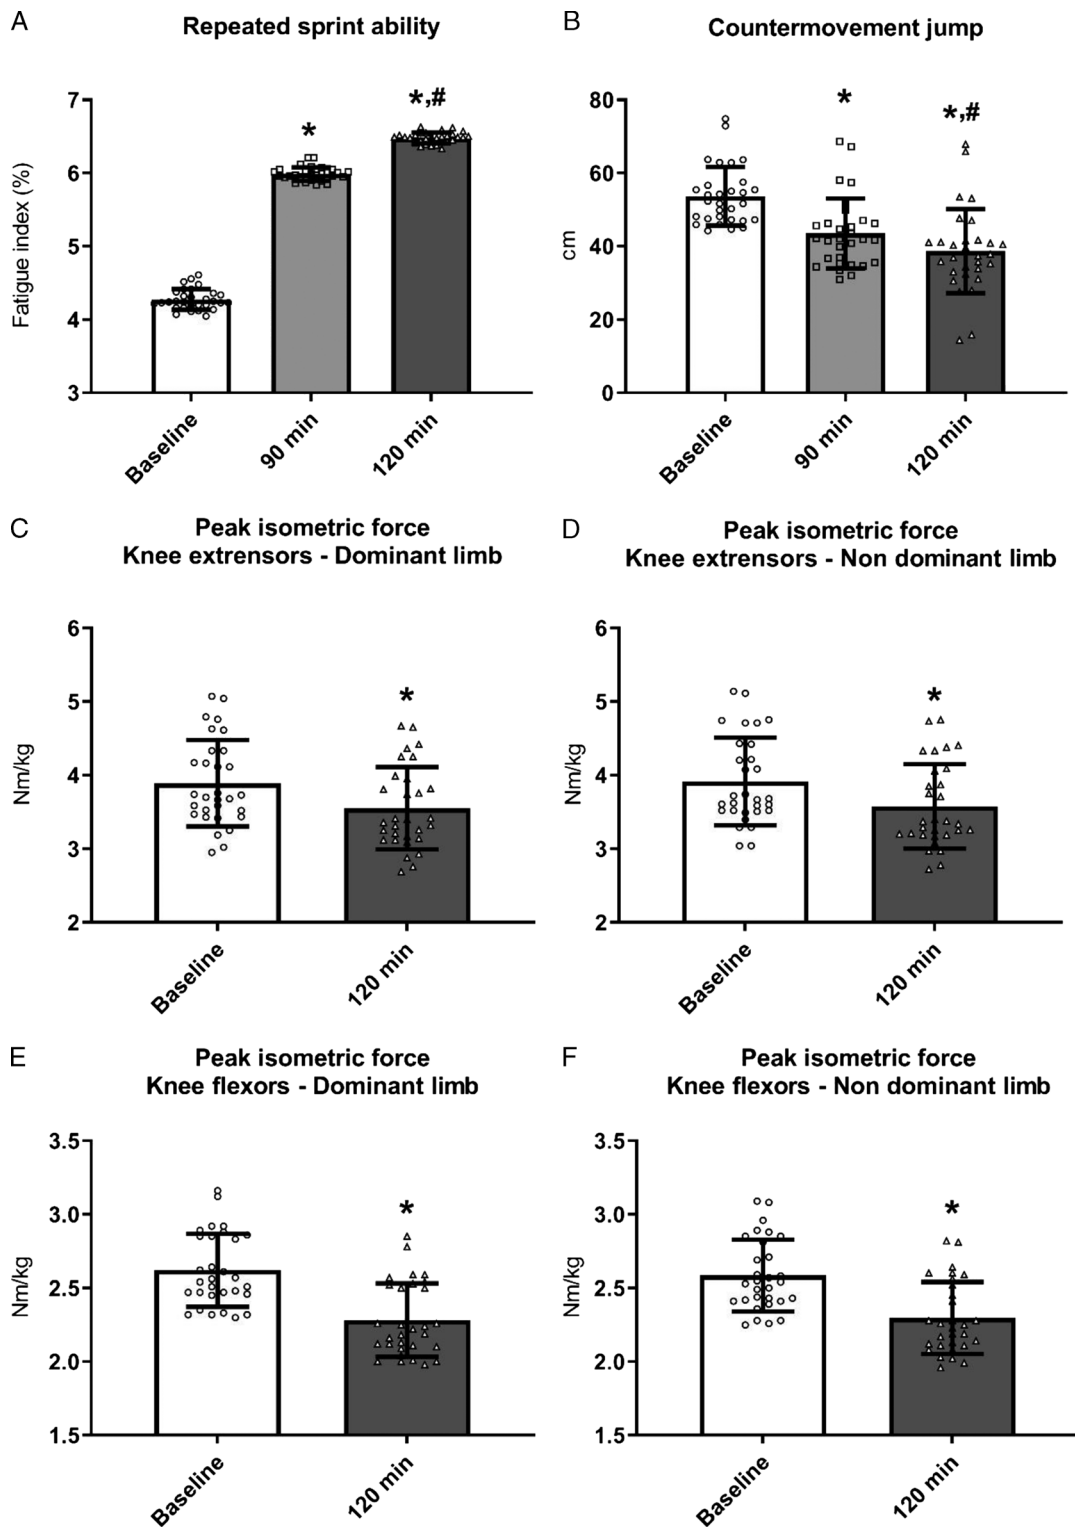 A
Repeated sprint ability
Fatigue index (%)
7
6
5
4
3
*
*,#
Baseline
90 min
120 min
B
Countermovement jump
cm
80
60
40
20
0
*
*,#
Baseline
90 min
120 min
C
Peak isometric force
Knee extrensors - Dominant limb
Nm/kg
6
5
4
3
2
*
Baseline
120 min
D
Peak isometric force
Knee extrensors - Non dominant limb
Nm/kg
6
5
4
3
2
*
Baseline
120 min
E
Peak isometric force
Knee flexors - Dominant limb
Nm/kg
3.5
3.0
2.5
2.0
1.5
*
Baseline
120 min
F
Peak isometric force
Knee flexors - Non dominant limb
Nm/kg
3.5
3.0
2.5
2.0
1.5
*
Baseline
120 min